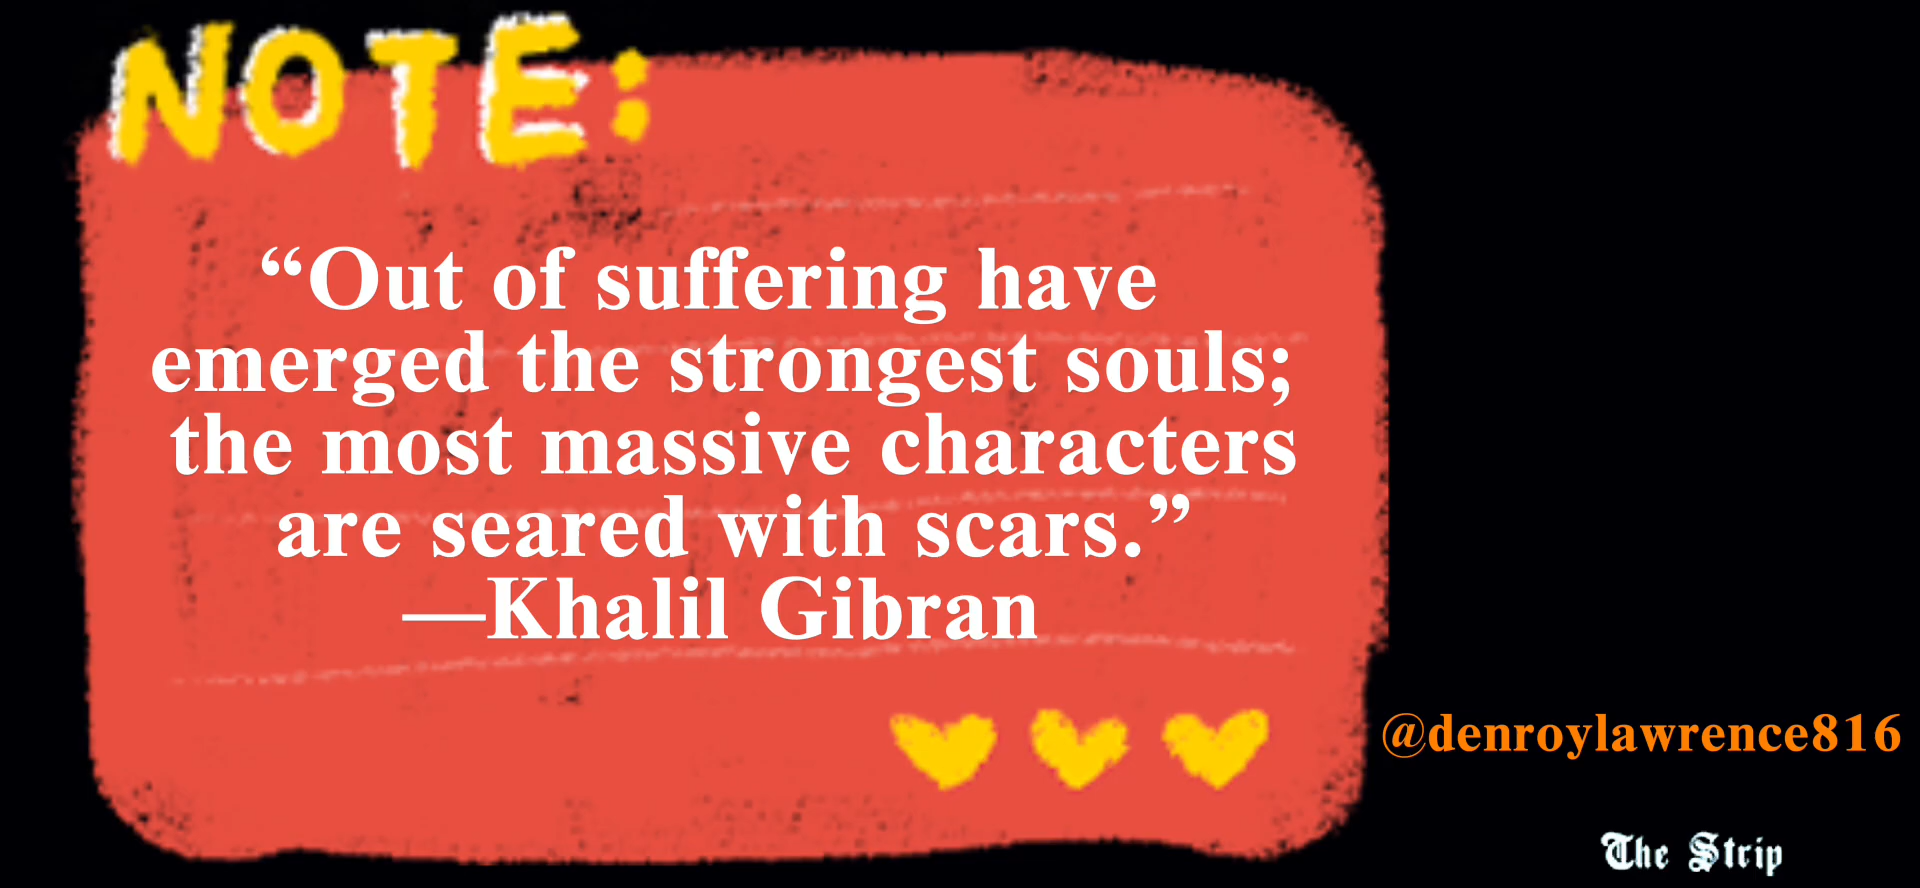 NOTE:
“Out of suffering have
emerged the strongest souls;
the most massive characters
are seared with scars.”
—Khalil Gibran
@denroylawrence816
The Strip